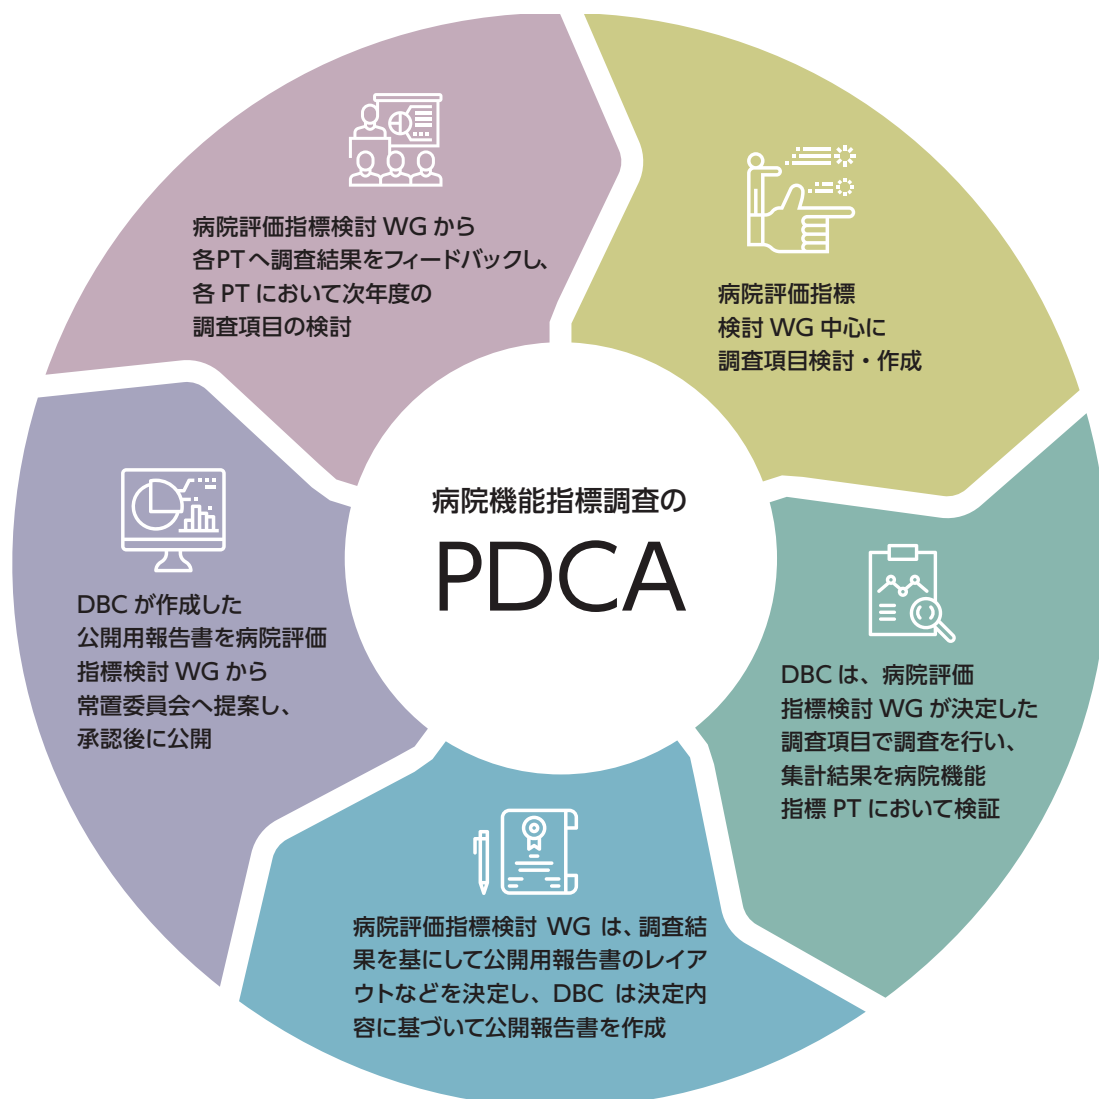 病院機能指標調査の
PDCA
病院評価指標
検討 WG 中心に
調査項目検討・作成
DBC は、病院評価
指標検討 WG が決定した
調査項目で調査を行い、
集計結果を病院機能
指標 PT において検証
病院評価指標検討 WG は、調査結
果を基にして公開用報告書のレイア
ウトなどを決定し、DBC は決定内
容に基づいて公開報告書を作成
DBC が作成した
公開用報告書を病院評価
指標検討 WG から
常置委員会へ提案し、
承認後に公開
病院評価指標検討 WG から
各PTへ調査結果をフィードバックし、
各 PT において次年度の
調査項目の検討